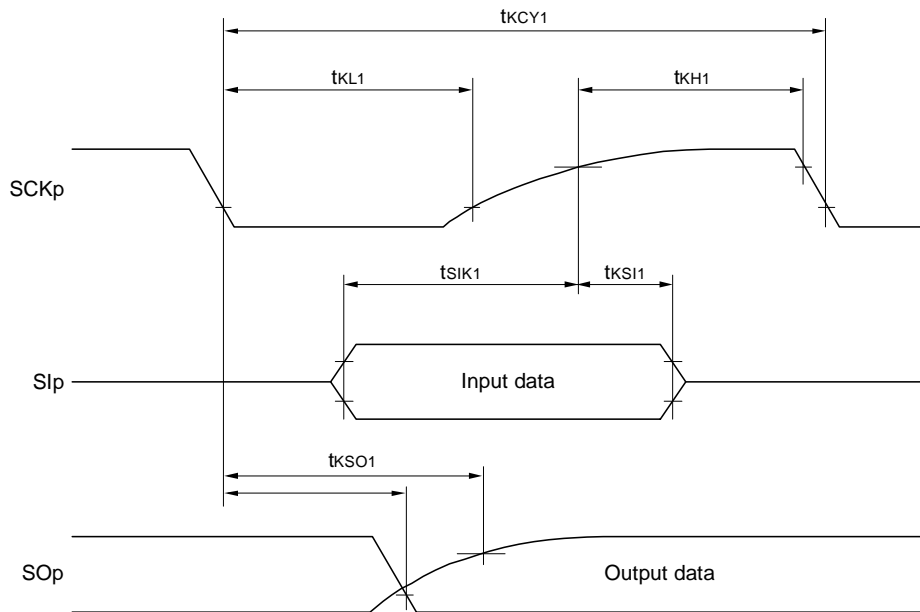 tKCY1
tKL1
tKH1
SCKp
tSIK1
tKSI1
SIp
Input data
tKSO1
SOp
Output data